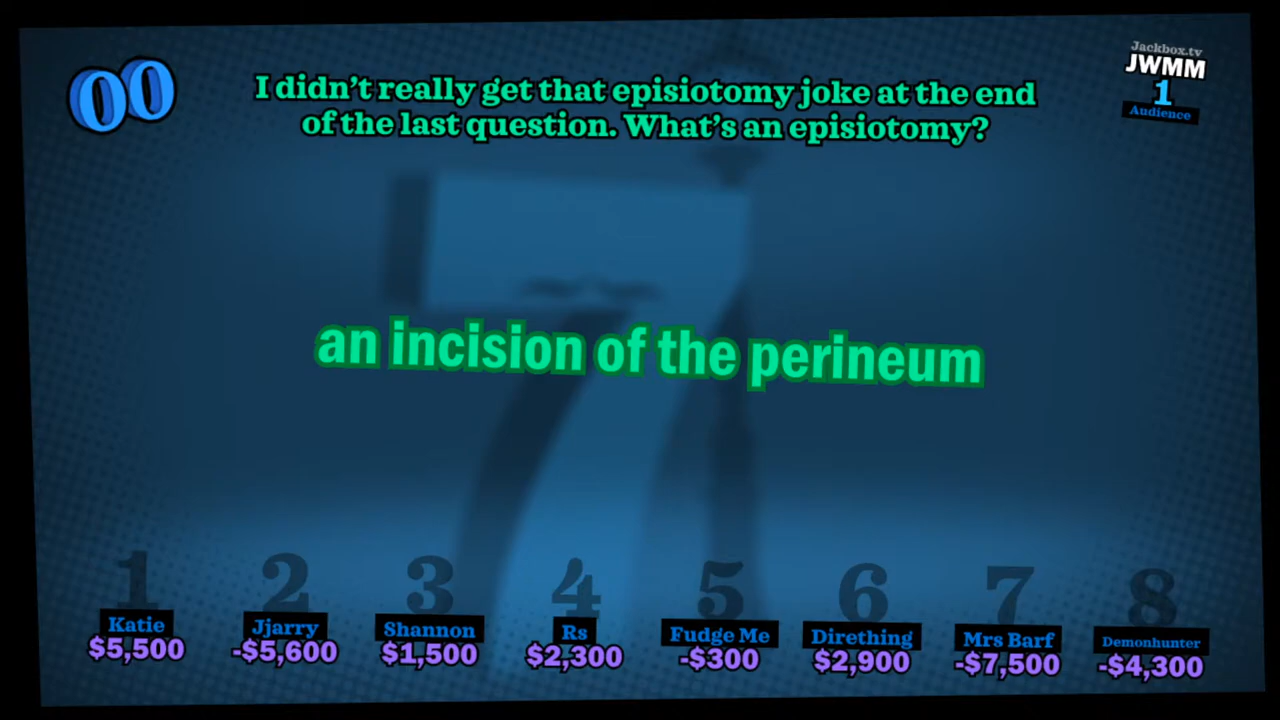 00
I didn't really get that episiotomy joke at the end
of the last question. What's an episiotomy?
Jackbox.tv
JWMM
1
Audience
an incision of the perineum
1 2 3 4 5 6 7 8
Katie Jjarry Shannon Rs Fudge Me Dirething Mrs Barf Demonhunter
$5,500 -$5,600 $1,500 $2,300 -$300 $2,900 -$7,500 -$4,300